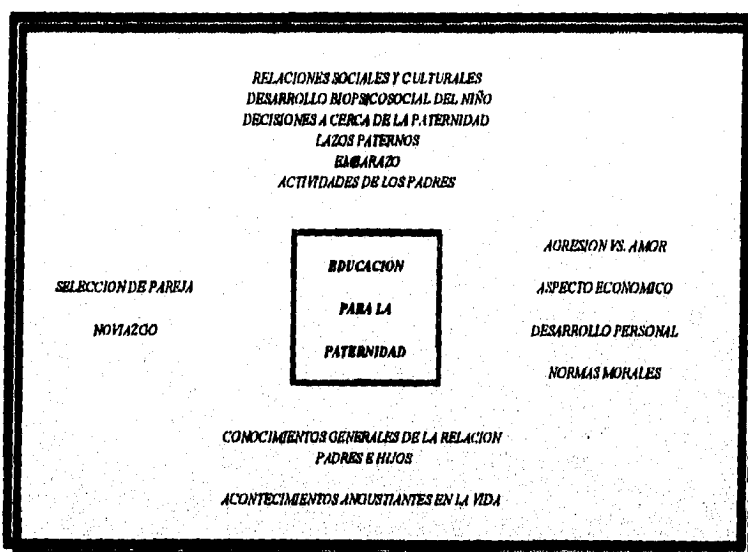 RELACIONES SOCIALES Y CULTURALES
DESARROLLO BIOPSICOSOCIAL DEL NIÑO
DECISIONES A CERCA DE LA PATERNIDAD
LAZOS PATERNOS
EMBARAZO
ACTIVIDADES DE LOS PADRES
SELECCION DE PAREJA
NOVIAZGO
EDUCACION
PARA LA
PATERNIDAD
AGRESION VS. AMOR
ASPECTO ECONOMICO
DESARROLLO PERSONAL
NORMAS MORALES
CONOCIMIENTOS GENERALES DE LA RELACION
PADRES E HIJOS
ACONTECIMIENTOS ANGUSTIANTES EN LA VIDA